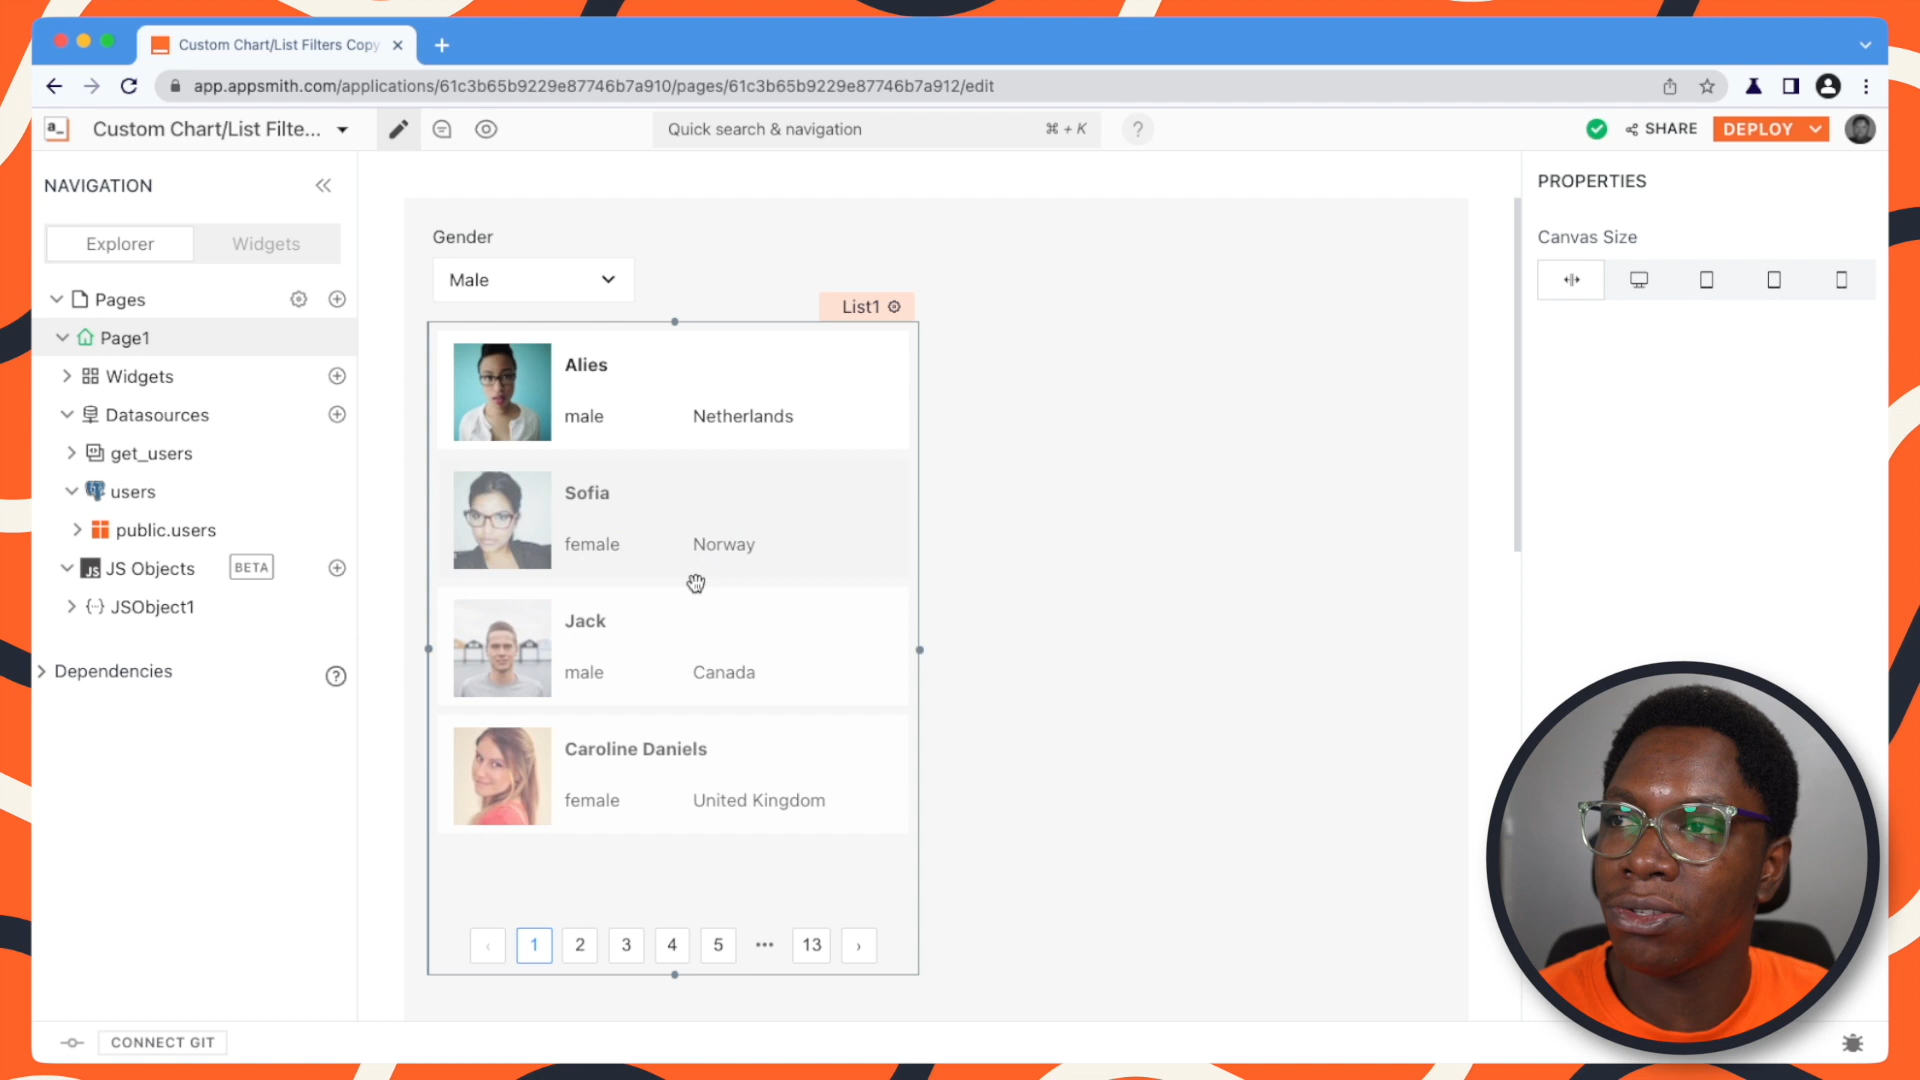 Custom Chart/List Filters Copy
app.appsmith.com/applications/61c3b65b9229e87746b7a910/pages/61c3b65b9229e87746b7a912/edit
a_ Custom Chart/List Filte... Quick search & navigation ⌘ + K ? SHARE DEPLOY
NAVIGATION
Explorer Widgets
Pages
Page1
Widgets
Datasources
get_users
users
public.users
JS JS Objects BETA
JSObject1
Dependencies ?
Gender
Male
List1
Alies
male Netherlands
Sofia
female Norway
Jack
male Canada
Caroline Daniels
female United Kingdom
‹ 1 2 3 4 5 ••• 13 ›
PROPERTIES
Canvas Size
CONNECT GIT